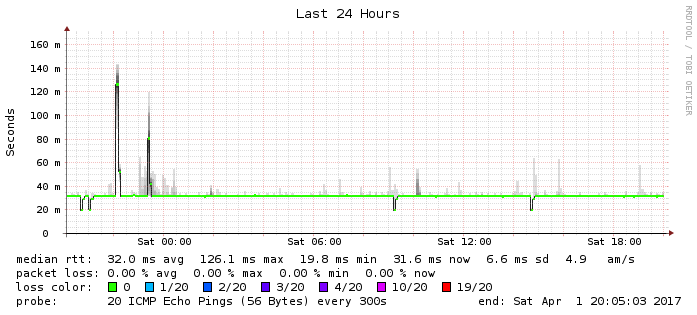 Last 24 Hours
RRDTOOL / TOBI OETIKER
Seconds
160 m
140 m
120 m
100 m
80 m
60 m
40 m
20 m
0
Sat 00:00 Sat 06:00 Sat 12:00 Sat 18:00
median rtt: 32.0 ms avg 126.1 ms max 19.8 ms min 31.6 ms now 6.6 ms sd 4.9 am/s
packet loss: 0.00 % avg 0.00 % max 0.00 % min 0.00 % now
loss color: 0 1/20 2/20 3/20 4/20 10/20 19/20
probe: 20 ICMP Echo Pings (56 Bytes) every 300s end: Sat Apr 1 20:05:03 2017